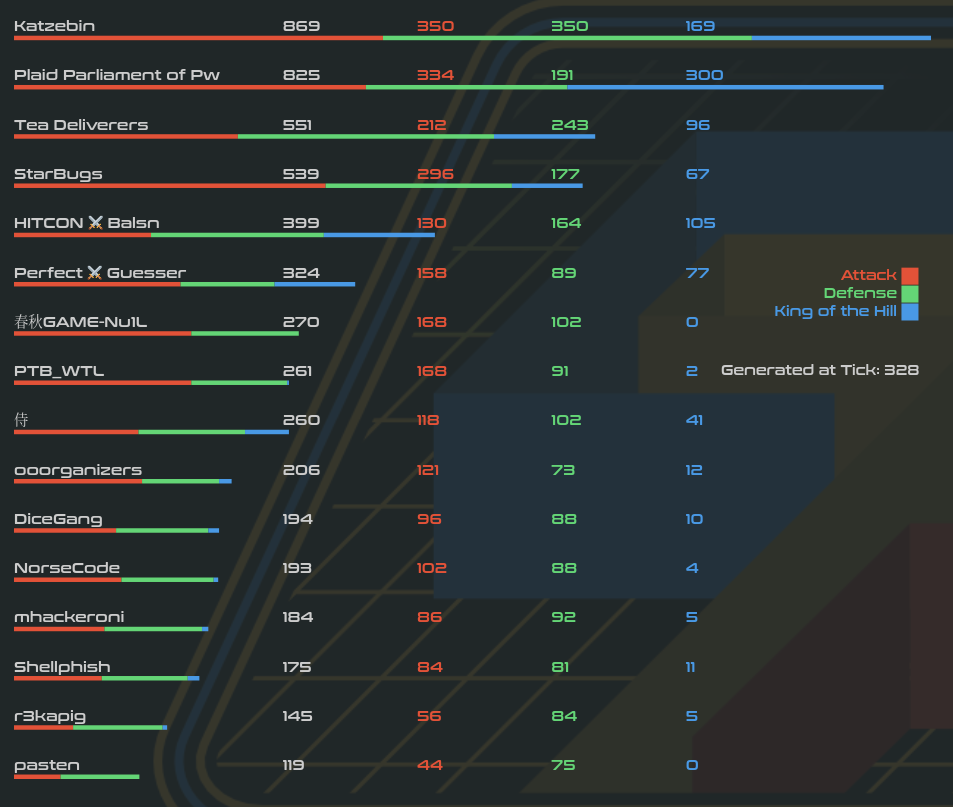 Katzebin 869 350 350 169
Plaid Parliament of Pw 825 334 191 300
Tea Deliverers 551 212 243 96
StarBugs 539 296 177 67
HITCON ⚔ Balsn 399 130 164 105
Perfect ⚔ Guesser 324 158 89 77
Attack
Defense
King of the Hill
春秋GAME-Nu1L 270 168 102 0
PTB_WTL 261 168 91 2 Generated at Tick: 328
侍 260 118 102 41
ooorganizers 206 121 73 12
DiceGang 194 96 88 10
NorseCode 193 102 88 4
mhackeroni 184 86 92 5
Shellphish 175 84 81 11
r3kapig 145 56 84 5
pasten 119 44 75 0